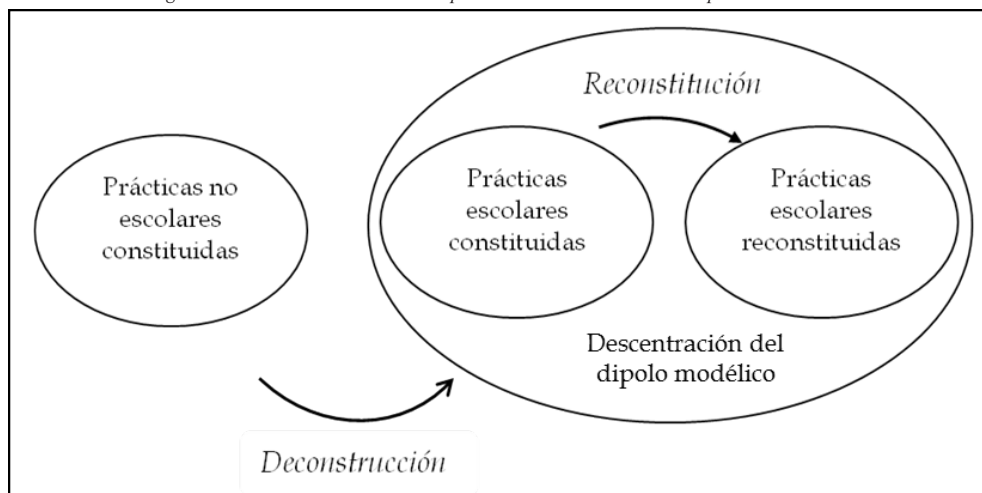 Reconstitución
Prácticas no
escolares
constituidas
Prácticas
escolares
constituidas
Prácticas
escolares
reconstituidas
Descentración del
dipolo modélico
Deconstrucción